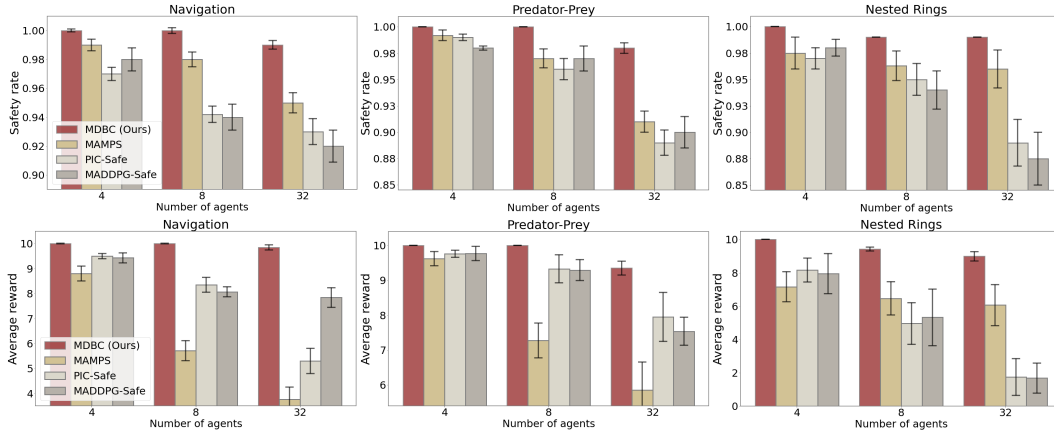 Navigation
Safety rate
1.00
0.98
0.96
0.94
0.92
0.90
MDBC (Ours)
MAMPS
PIC-Safe
MADDPG-Safe
4 8 32
Number of agents
Predator-Prey
Safety rate
1.00
0.98
0.95
0.93
0.90
0.88
0.85
4 8 32
Number of agents
Nested Rings
Safety rate
1.00
0.98
0.95
0.93
0.90
0.88
0.85
4 8 32
Number of agents
Navigation
Average reward
10
9
8
7
6
5
4
MDBC (Ours)
MAMPS
PIC-Safe
MADDPG-Safe
4 8 32
Number of agents
Predator-Prey
Average reward
10
9
8
7
6
4 8 32
Number of agents
Nested Rings
Average reward
10
8
6
4
2
0
4 8 32
Number of agents